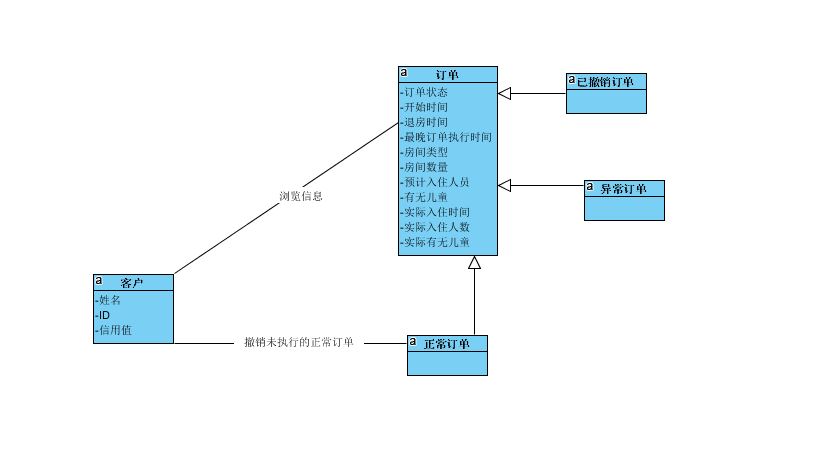 a
订单
-订单状态
-开始时间
-退房时间
-最晚订单执行时间
-房间类型
-房间数量
-预计入住人员
-有无儿童
-实际入住时间
-实际入住人数
-实际有无儿童
a
已撤销订单
a
异常订单
浏览信息
a
客户
-姓名
-ID
-信用值
撤销未执行的正常订单
a
正常订单